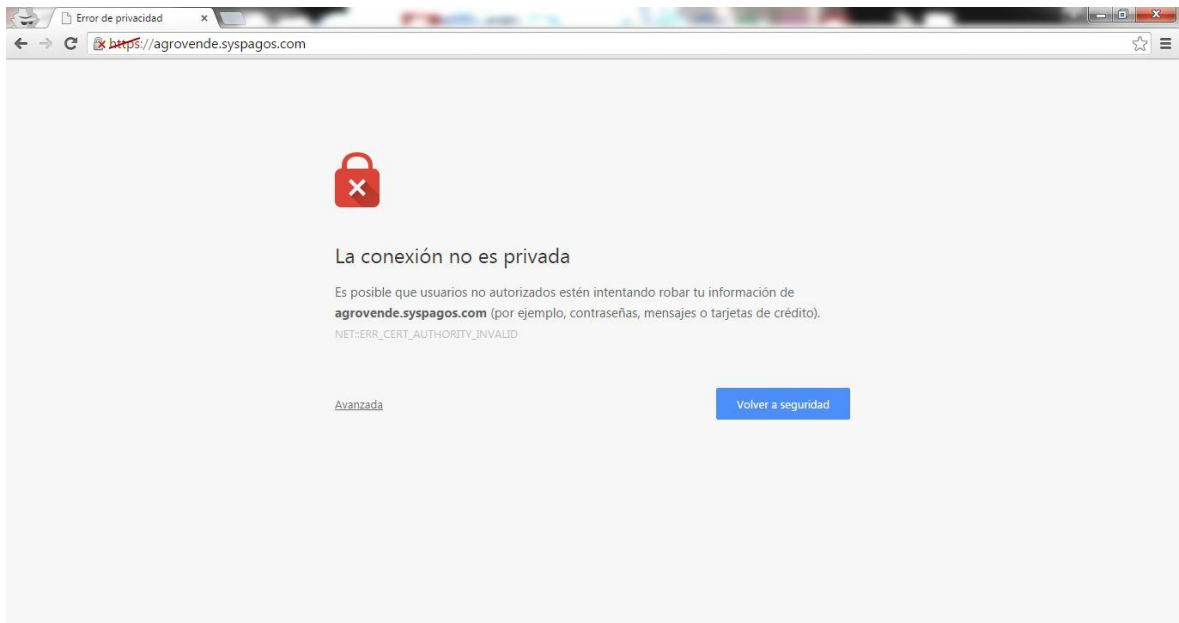 Error de privacidad
https://agrovende.syspagos.com
La conexión no es privada
Es posible que usuarios no autorizados estén intentando robar tu información de
agrovende.syspagos.com (por ejemplo, contraseñas, mensajes o tarjetas de crédito).
NET::ERR_CERT_AUTHORITY_INVALID
Avanzada
Volver a seguridad